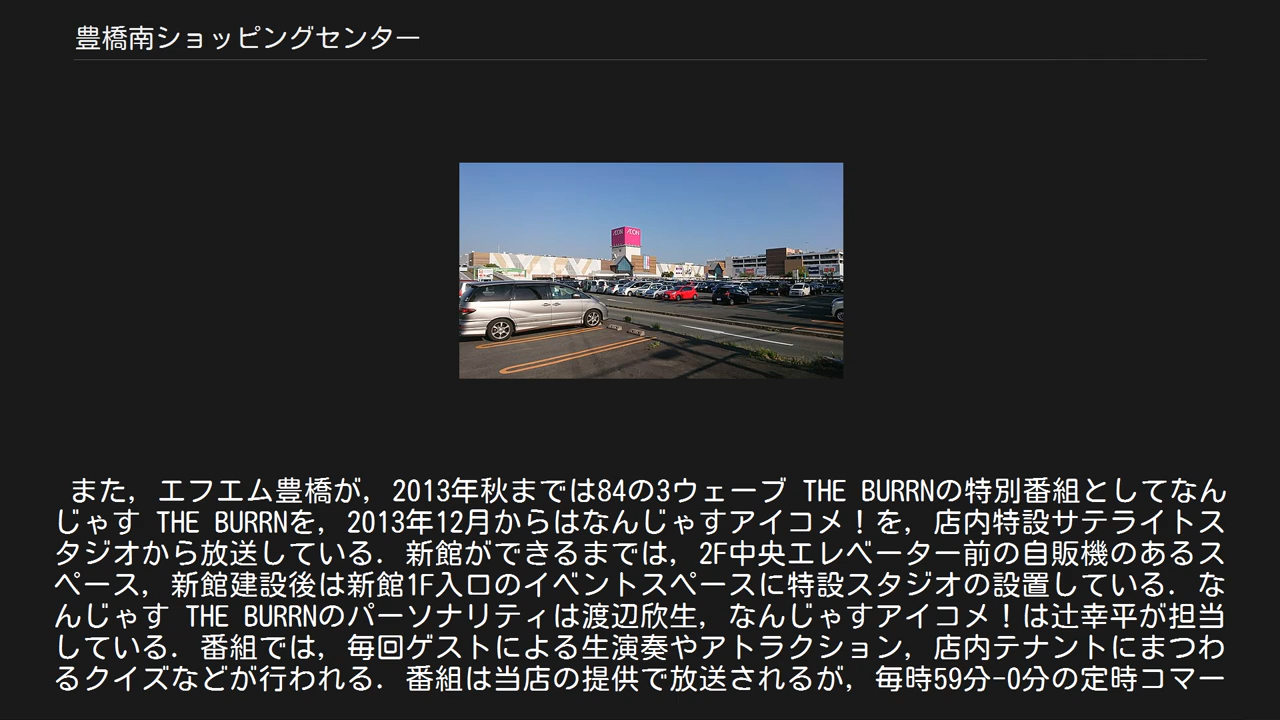 豊橋南ショッピングセンター
ÆON ÆON
また，エフエム豊橋が，2013年秋までは84の3ウェーブ THE BURRNの特別番組としてなん
じゃす THE BURRNを，2013年12月からはなんじゃすアイコメ！を，店内特設サテライトス
タジオから放送している．新館ができるまでは，2F中央エレベーター前の自販機のあるス
ペース，新館建設後は新館1F入口のイベントスペースに特設スタジオの設置している．な
んじゃす THE BURRNのパーソナリティは渡辺欣生，なんじゃすアイコメ！は辻幸平が担当
している．番組では，毎回ゲストによる生演奏やアトラクション，店内テナントにまつわ
るクイズなどが行われる．番組は当店の提供で放送されるが，毎時59分-0分の定時コマー